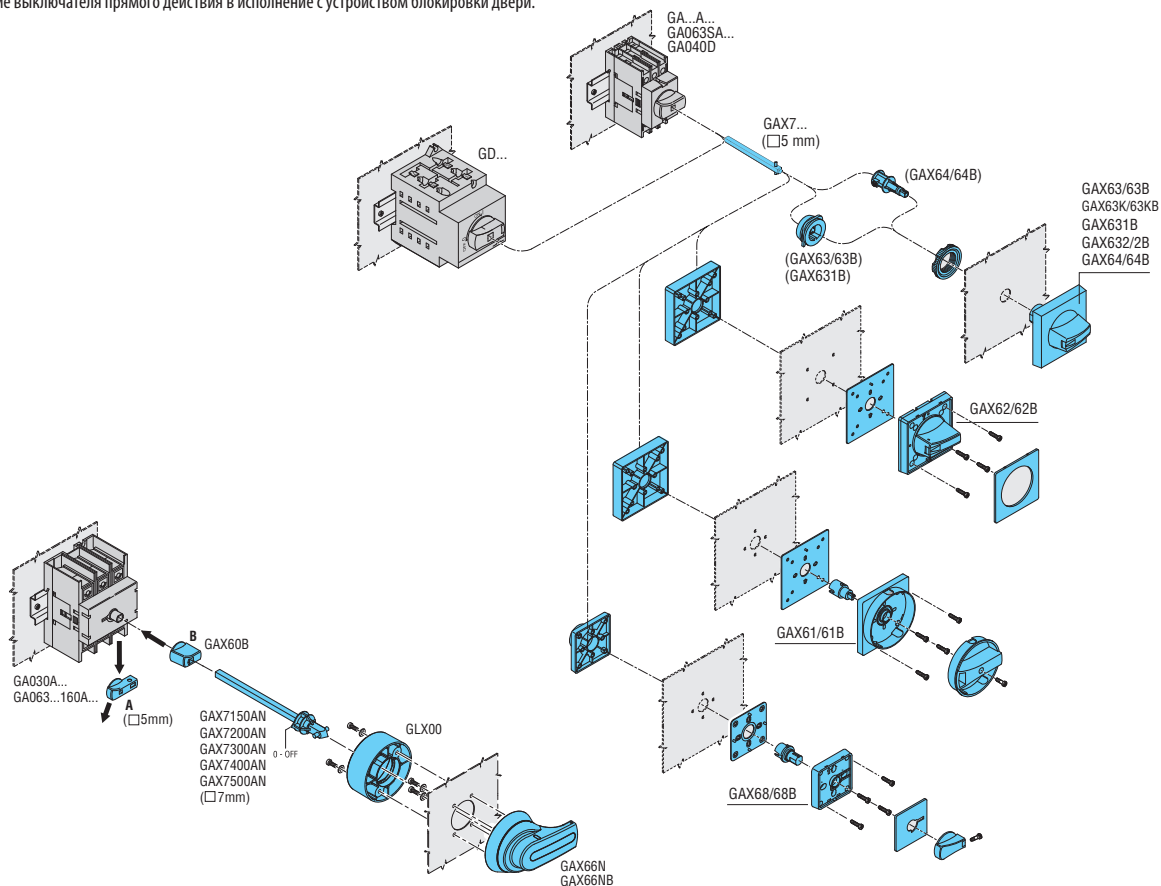 ие выключателя прямого действия в исполнение с устройством блокировки двери.
GA...A...
GA063SA...
GA040D
GD...
GAX7...
(□5 mm)
(GAX64/64B)
(GAX63/63B)
(GAX631B)
GAX63/63B
GAX63K/63KB
GAX631B
GAX632/2B
GAX64/64B
GAX62/62B
GAX61/61B
GAX68/68B
B
GAX60B
GA030A...
GA063...160A...
A
(□5mm)
GAX7150AN
GAX7200AN
GAX7300AN
GAX7400AN
GAX7500AN
(□7mm)
0 - OFF
GLX00
GAX66N
GAX66NB